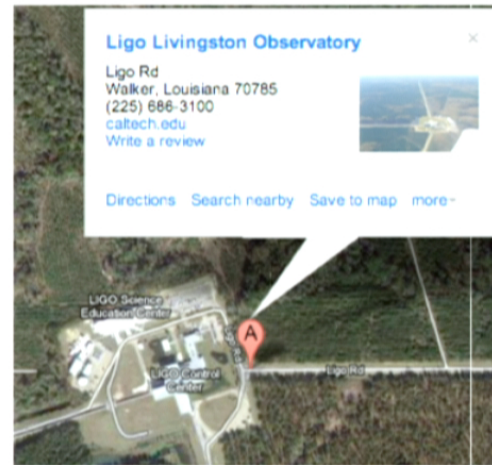 Ligo Livingston Observatory
Ligo Rd
Walker, Louisiana 70785
(225) 686-3100
caltech.edu
Write a review
Directions Search nearby Save to map more
LIGO Science
Education Center
Ligo Rd
A
LIGO Control
Center
Ligo Rd